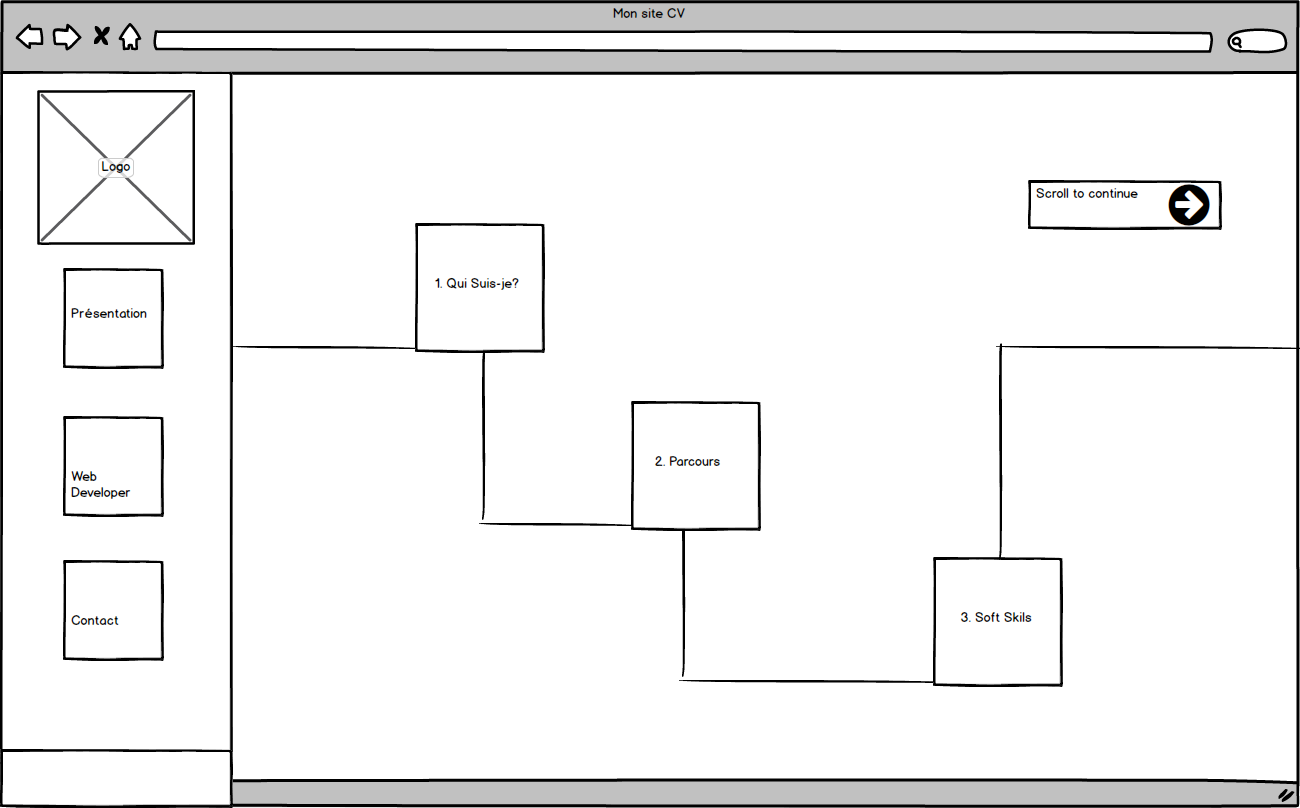 Mon site CV
Logo
Présentation
Web
Developer
Contact
Scroll to continue
1. Qui Suis-je?
2. Parcours
3. Soft Skils